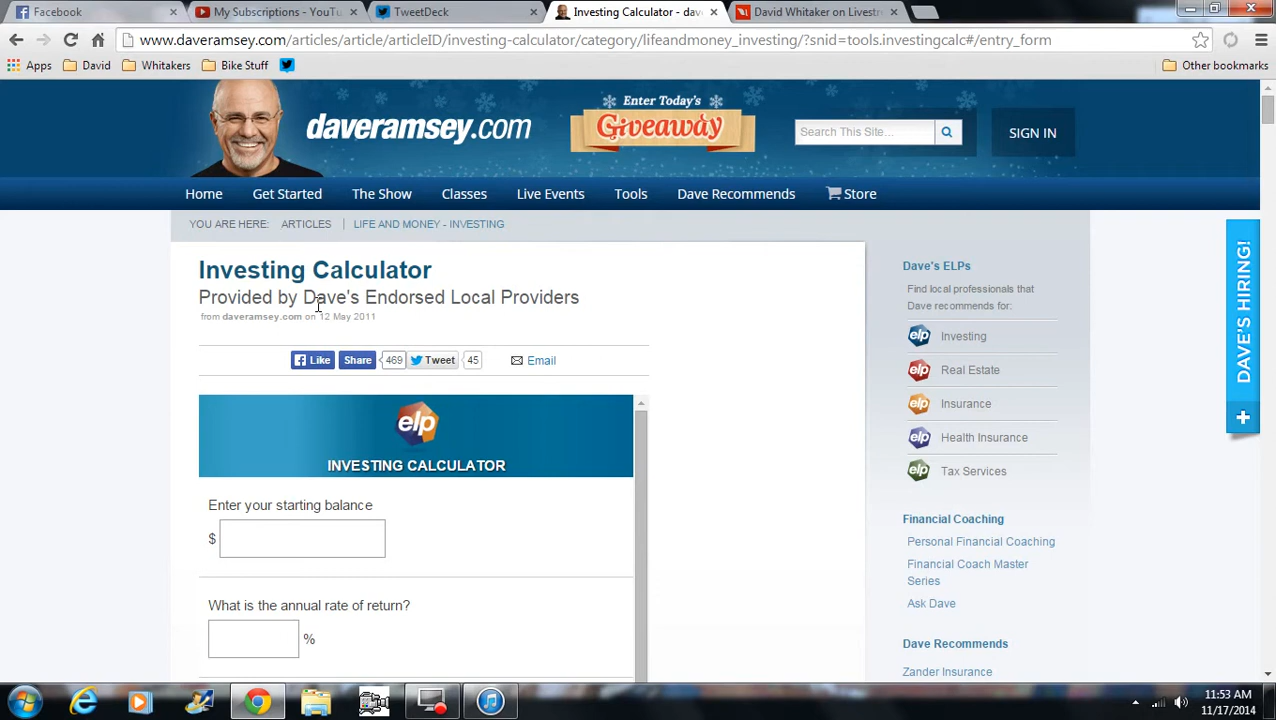 Facebook
My Subscriptions - YouTu
TweetDeck
Investing Calculator - dav
David Whitaker on Livestr
www.daveramsey.com/articles/article/articleID/investing-calculator/category/lifeandmoney_investing/?snid=tools.investingcalc#/entry_form
Apps David Whitakers Bike Stuff Other bookmarks
daveramsey.com
Enter Today's
Giveaway
Search This Site...
SIGN IN
Home Get Started The Show Classes Live Events Tools Dave Recommends Store
YOU ARE HERE: ARTICLES | LIFE AND MONEY - INVESTING
Investing Calculator
Provided by Dave's Endorsed Local Providers
from daveramsey.com on 12 May 2011
Like Share 469 Tweet 45 Email
elp
INVESTING CALCULATOR
Enter your starting balance
$
What is the annual rate of return?
%
Dave's ELPs
Find local professionals that
Dave recommends for:
elp Investing
elp Real Estate
elp Insurance
elp Health Insurance
elp Tax Services
Financial Coaching
Personal Financial Coaching
Financial Coach Master
Series
Ask Dave
Dave Recommends
Zander Insurance
DAVE'S HIRING!
+
11:53 AM
11/17/2014